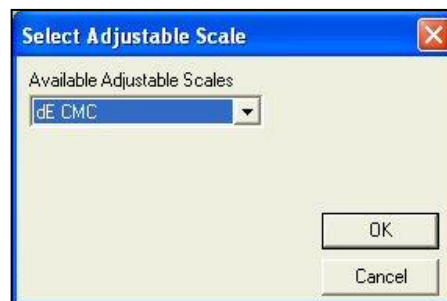 Select Adjustable Scale
Available Adjustable Scales
dE CMC
OK
Cancel